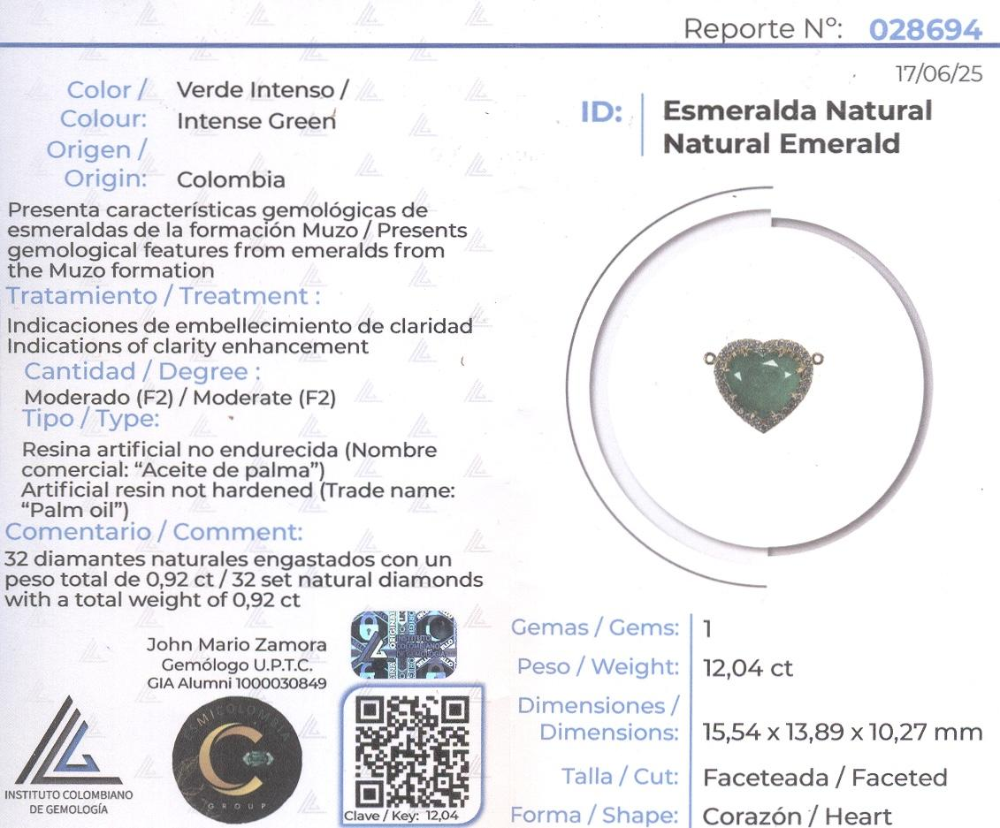 Reporte Nº: 028694
17/06/25
Color / Verde Intenso /
Colour: Intense Green
Origen /
Origin: Colombia
Presenta características gemológicas de
esmeraldas de la formación Muzo / Presents
gemological features from emeralds from
the Muzo formation
Tratamiento / Treatment :
Indicaciones de embellecimiento de claridad
Indications of clarity enhancement
Cantidad / Degree :
Moderado (F2) / Moderate (F2)
Tipo / Type:
Resina artificial no endurecida (Nombre
comercial: “Aceite de palma”)
Artificial resin not hardened (Trade name:
“Palm oil”)
Comentario / Comment:
32 diamantes naturales engastados con un
peso total de 0,92 ct / 32 set natural diamonds
with a total weight of 0,92 ct
John Mario Zamora
Gemólogo U.P.T.C.
GIA Alumni 1000030849
INSTITUTO COLOMBIANO
DE GEMOLOGÍA
ESMICOLOMBIA
GROUP
ORIGINAL
INSTITUTO
COLOMBIANO
DE GEMOLOGÍA
Clave / Key: 12,04
ID: Esmeralda Natural
Natural Emerald
Gemas / Gems: 1
Peso / Weight: 12,04 ct
Dimensiones /
Dimensions: 15,54 x 13,89 x 10,27 mm
Talla / Cut: Faceteada / Faceted
Forma / Shape: Corazón / Heart